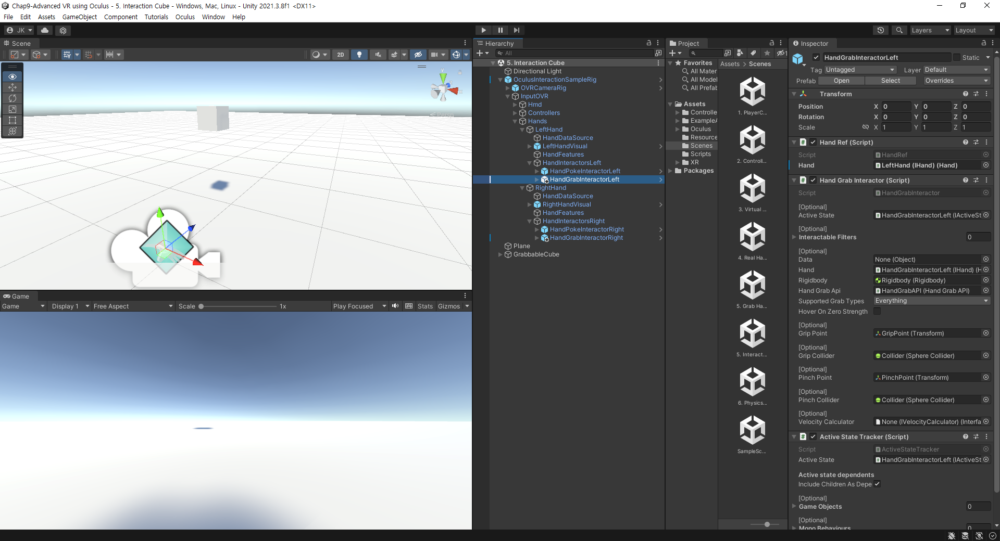 Chap9-Advanced VR using Oculus - 5. Interaction Cube - Windows, Mac, Linux - Unity 2021.3.8f1 <DX11>
File Edit Assets GameObject Component Tutorials Oculus Window Help
JK
Layers Layout
Scene
2D
y
Persp
Game
Game Display 1 Free Aspect Scale 1x Play Focused Stats Gizmos
Hierarchy
All
5. Interaction Cube
Directional Light
OculusInteractionSampleRig
OVRCameraRig
InputOVR
Hmd
Controllers
Hands
LeftHand
HandDataSource
LeftHandVisual
HandFeatures
HandInteractorsLeft
HandPokeInteractorLeft
HandGrabInteractorLeft
RightHand
HandDataSource
RightHandVisual
HandFeatures
HandInteractorsRight
HandPokeInteractorRight
HandGrabInteractorRight
Plane
GrabbableCube
Project
1
Favorites
All Mater
All Model
All Prefab
Assets
Controlle
ExampleA
Oculus
Resource
Scenes
Scripts
XR
Packages
Assets > Scenes
1. PlayerC...
2. Controll...
3. Virtual ...
4. Real Ha...
5. Grab Ha...
5. Interact...
6. Physics...
SampleSc...
Inspector
HandGrabInteractorLeft Static
Tag Untagged Layer Default
Prefab Open Select Overrides
Transform
Position X 0 Y 0 Z 0
Rotation X 0 Y 0 Z 0
Scale X 1 Y 1 Z 1
# Hand Ref (Script)
Script HandRef
Hand LeftHand (IHand) (Hand)
# Hand Grab Interactor (Script)
Script HandGrabInteractor
[Optional]
Active State HandGrabInteractorLeft (IActiveSt
[Optional]
Interactable Filters 0
[Optional]
Data None (Object)
Hand HandGrabInteractorLeft (IHand) (H
Rigidbody Rigidbody (Rigidbody)
Hand Grab Api HandGrabAPI (Hand Grab API)
Supported Grab Types Everything
Hover On Zero Strength
[Optional]
Grip Point GripPoint (Transform)
[Optional]
Grip Collider Collider (Sphere Collider)
[Optional]
Pinch Point PinchPoint (Transform)
[Optional]
Pinch Collider Collider (Sphere Collider)
[Optional]
Velocity Calculator None (IVelocityCalculator) (Interfa
# Active State Tracker (Script)
Script ActiveStateTracker
Active State HandGrabInteractorLeft (IActiveSt
Active state dependents
Include Children As Depe
[Optional]
Game Objects 0
[Optional]
Mono Behaviours 0